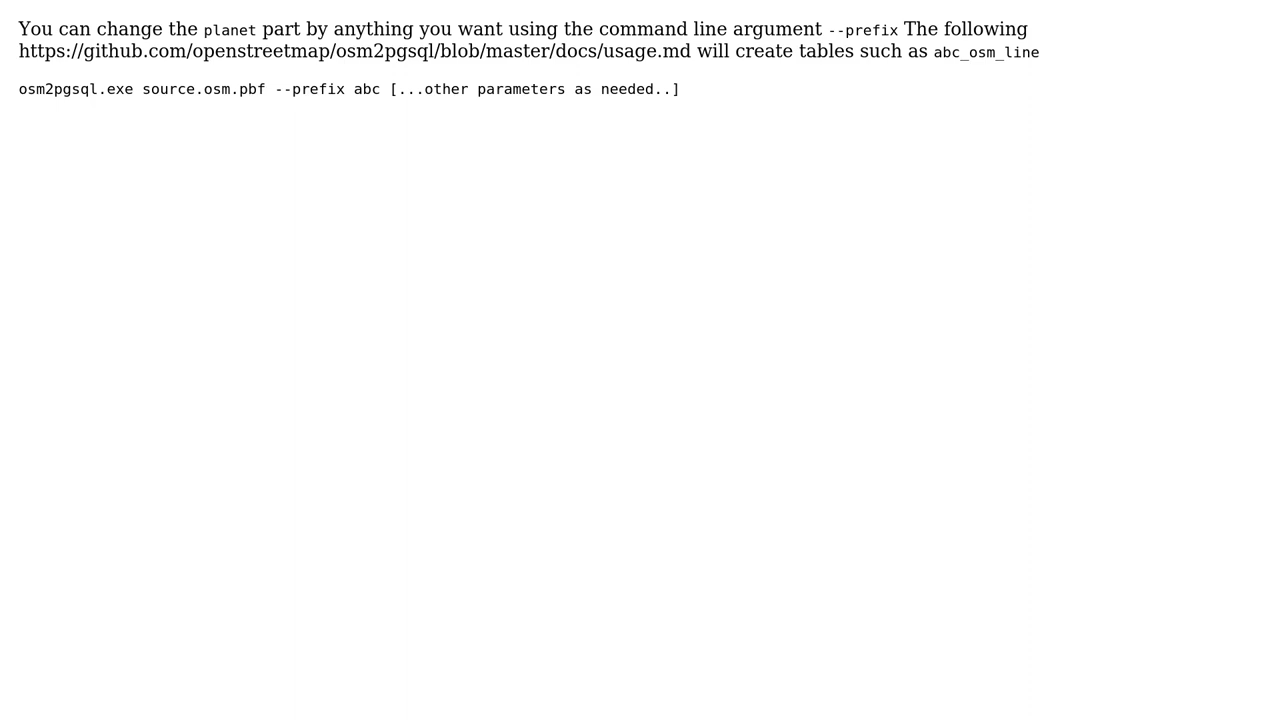 You can change the planet part by anything you want using the command line argument --prefix The following
https://github.com/openstreetmap/osm2pgsql/blob/master/docs/usage.md will create tables such as abc_osm_line
osm2pgsql.exe source.osm.pbf --prefix abc [...other parameters as needed..]